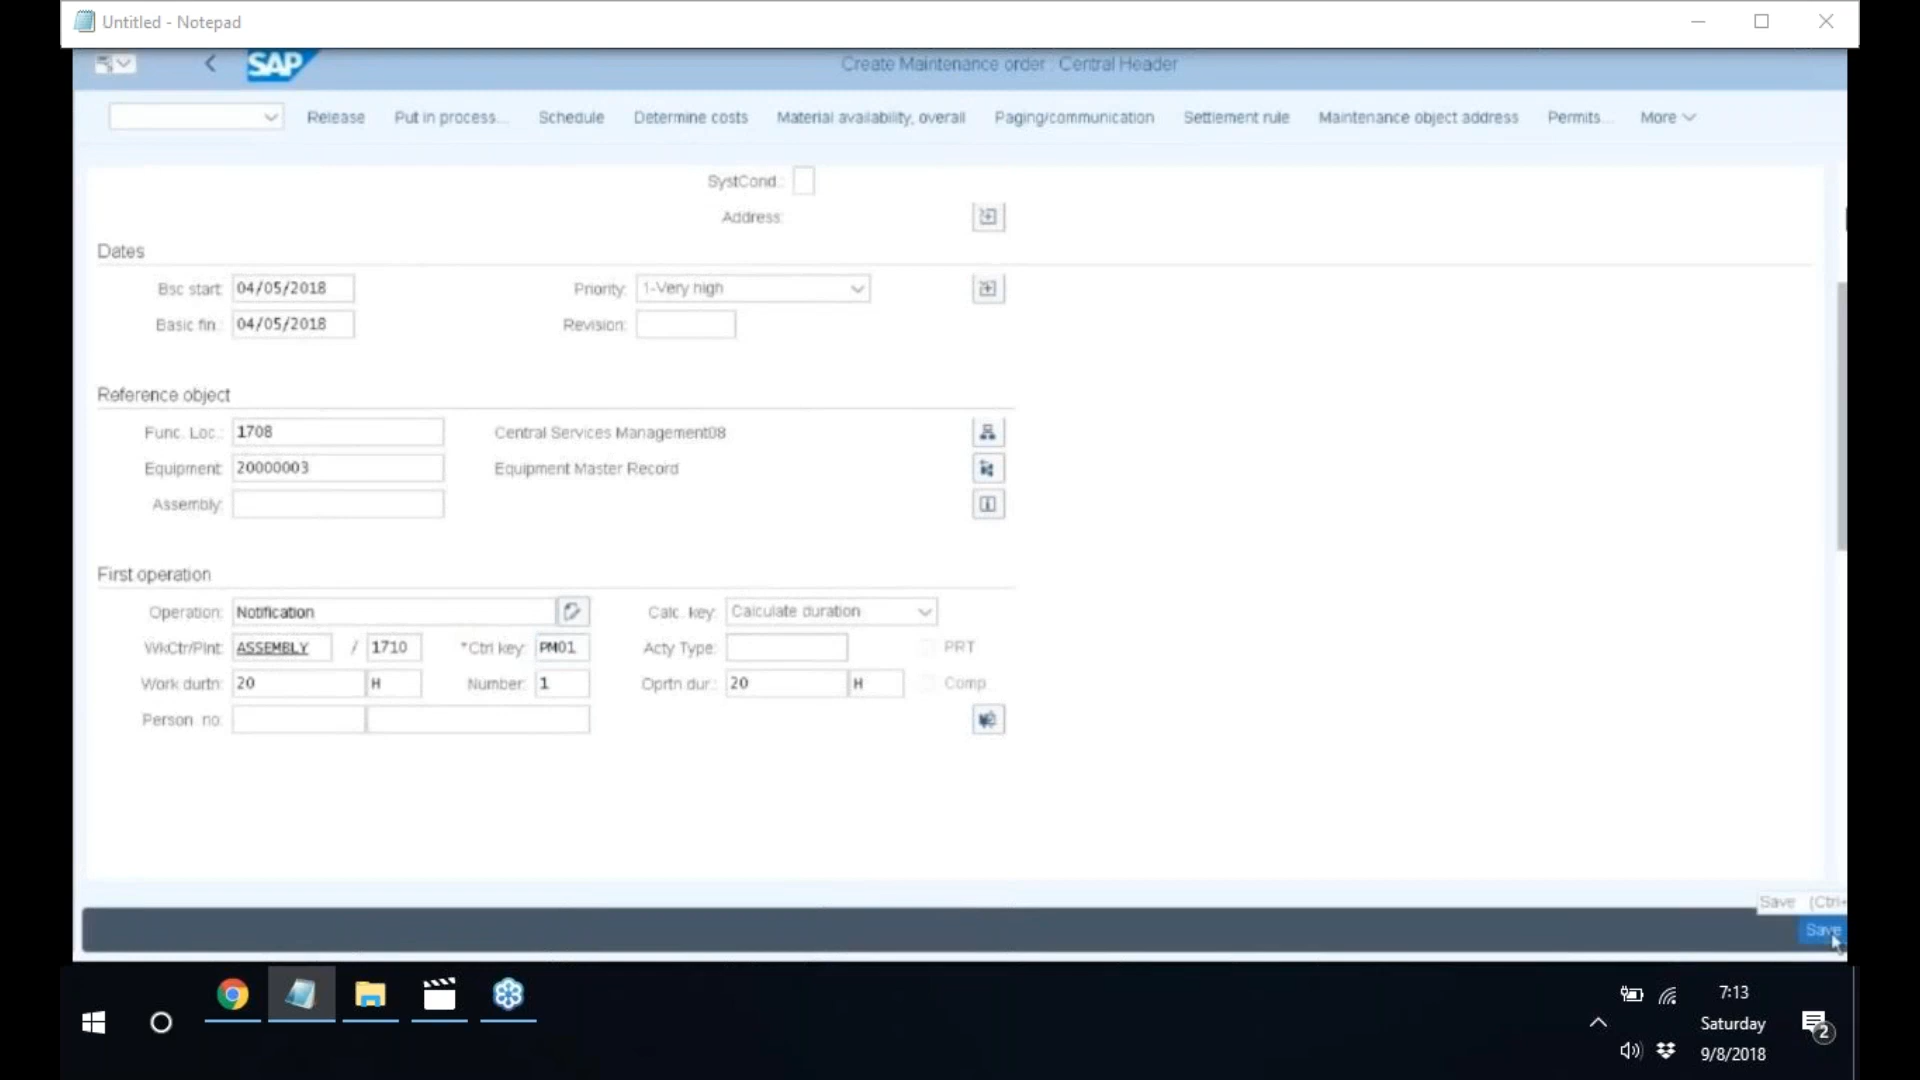 Untitled - Notepad
SAP
Create Maintenance order : Central Header
Release Put in process... Schedule Determine costs Material availability, overall Paging/communication Settlement rule Maintenance object address Permits... More
SystCond.:
Address:
Dates
Bsc start: 04/05/2018 Priority: 1-Very high
Basic fin.: 04/05/2018 Revision:
Reference object
Func. Loc.: 1708 Central Services Management08
Equipment: 20000003 Equipment Master Record
Assembly:
First operation
Operation: Notification Calc. key: Calculate duration
WkCtr/Plnt: ASSEMBLY / 1710 *Ctrl key: PM01 Acty Type: PRT
Work durtn: 20 H Number: 1 Oprtn dur.: 20 H Comp.
Person. no:
Save (Ctrl+
Save
7:13
Saturday
2
9/8/2018